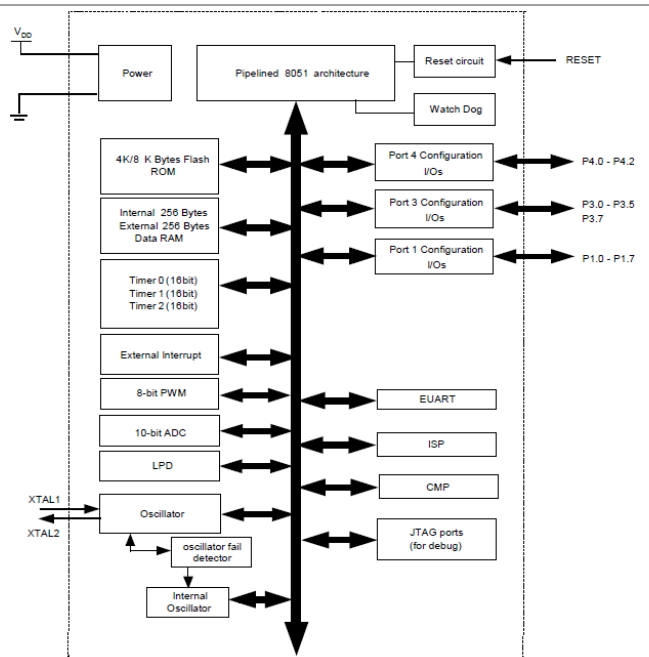 VDD
Power
Pipelined 8051 architecture
Reset circuit
RESET
Watch Dog
4K/8 K Bytes Flash
ROM
Port 4 Configuration
I/Os
P4.0 - P4.2
Internal 256 Bytes
External 256 Bytes
Data RAM
Port 3 Configuration
I/Os
P3.0 - P3.5
P3.7
Port 1 Configuration
I/Os
P1.0 - P1.7
Timer 0 (16bit)
Timer 1 (16bit)
Timer 2 (16bit)
External Interrupt
8-bit PWM
EUART
10-bit ADC
ISP
LPD
CMP
XTAL1
XTAL2
Oscillator
JTAG ports
(for debug)
oscillator fail
detector
Internal
Oscillator